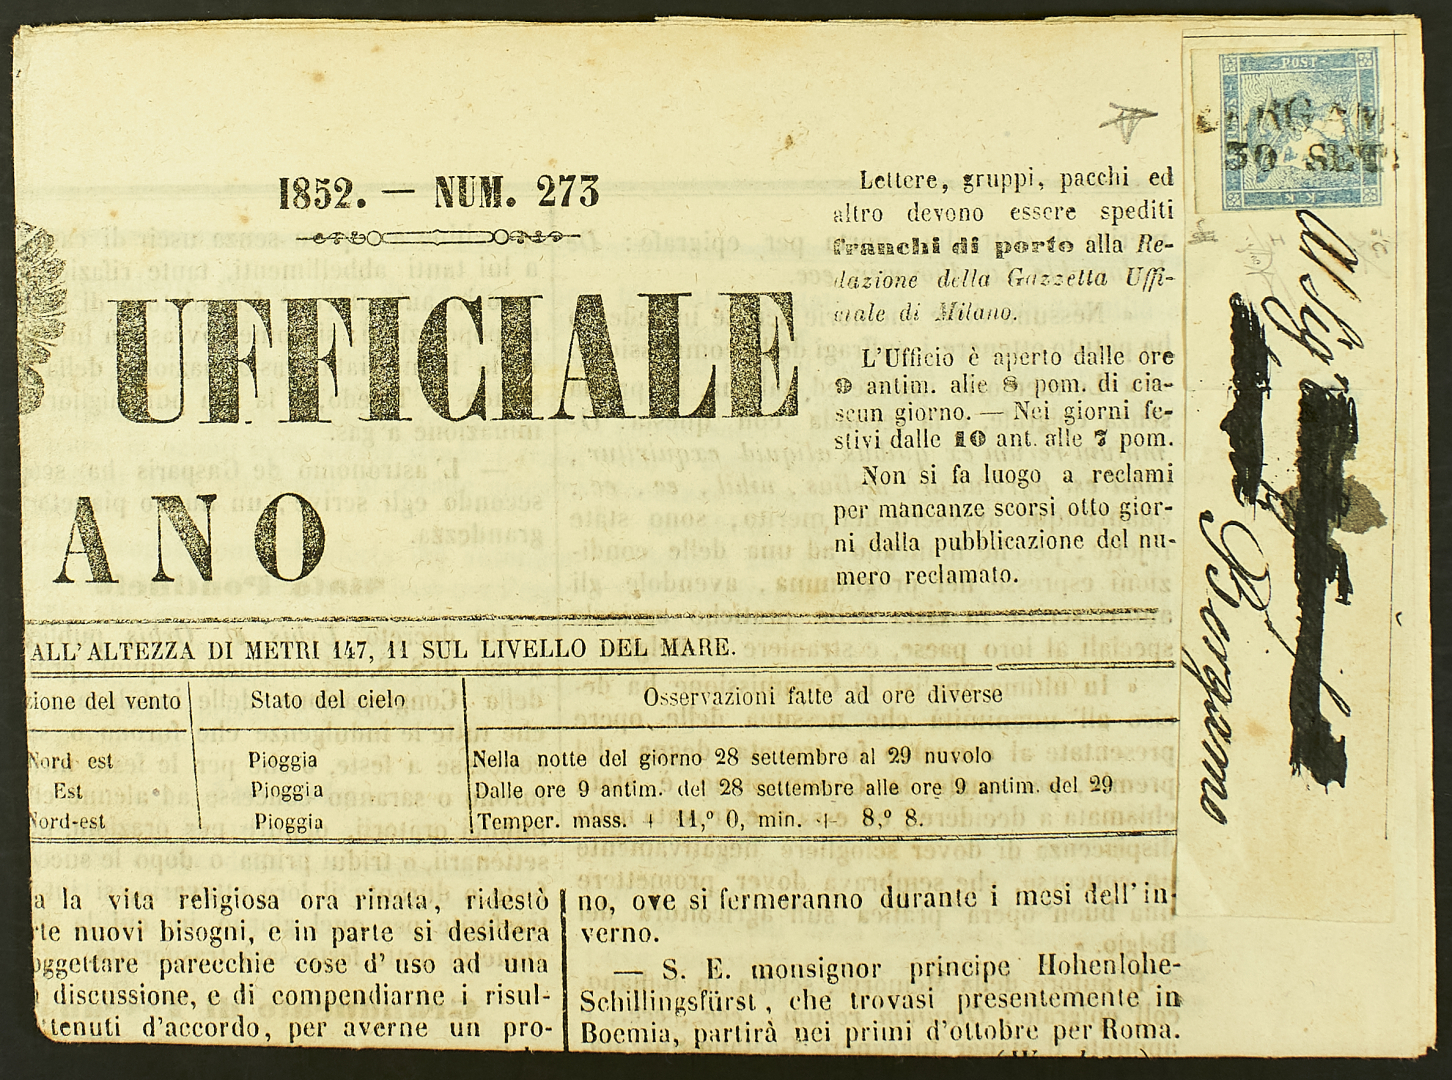 1852. — NUM. 273
UFFICIALE
ANO
Lettere, gruppi, pacchi ed
altro devono essere spediti
franchi di porto alla Re-
dazione della Gazzetta Uffi-
ciale di Milano.
L'Ufficio è aperto dalle ore
9 antim. alle 8 pom. di cia-
scun giorno. — Nei giorni fe-
stivi dalle 10 ant. alle 7 pom.
Non si fa luogo a reclami
per mancanze scorsi otto gior-
ni dalla pubblicazione del nu-
mero reclamato.
POST
30 SET.
Bergamo
ALL'ALTEZZA DI METRI 147, 11 SUL LIVELLO DEL MARE.
zione del vento Stato del cielo Osservazioni fatte ad ore diverse
Nord est Pioggia Nella notte del giorno 28 settembre al 29 nuvolo
Est Pioggia Dalle ore 9 antim. del 28 settembre alle ore 9 antim. del 29
Nord-est Pioggia Temper. mass. + 11,° 0, min. + 8,° 8.
a la vita religiosa ora rinata, ridestò
rte nuovi bisogni, e in parte si desidera
oggettare parecchie cose d'uso ad una
discussione, e di compendiarne i risul-
tenuti d'accordo, per averne un pro-
no, ove si fermeranno durante i mesi dell'in-
verno.
— S. E. monsignor principe Hohenlohe-
Schillingsfürst, che trovasi presentemente in
Boemia, partirà nei primi d'ottobre per Roma.